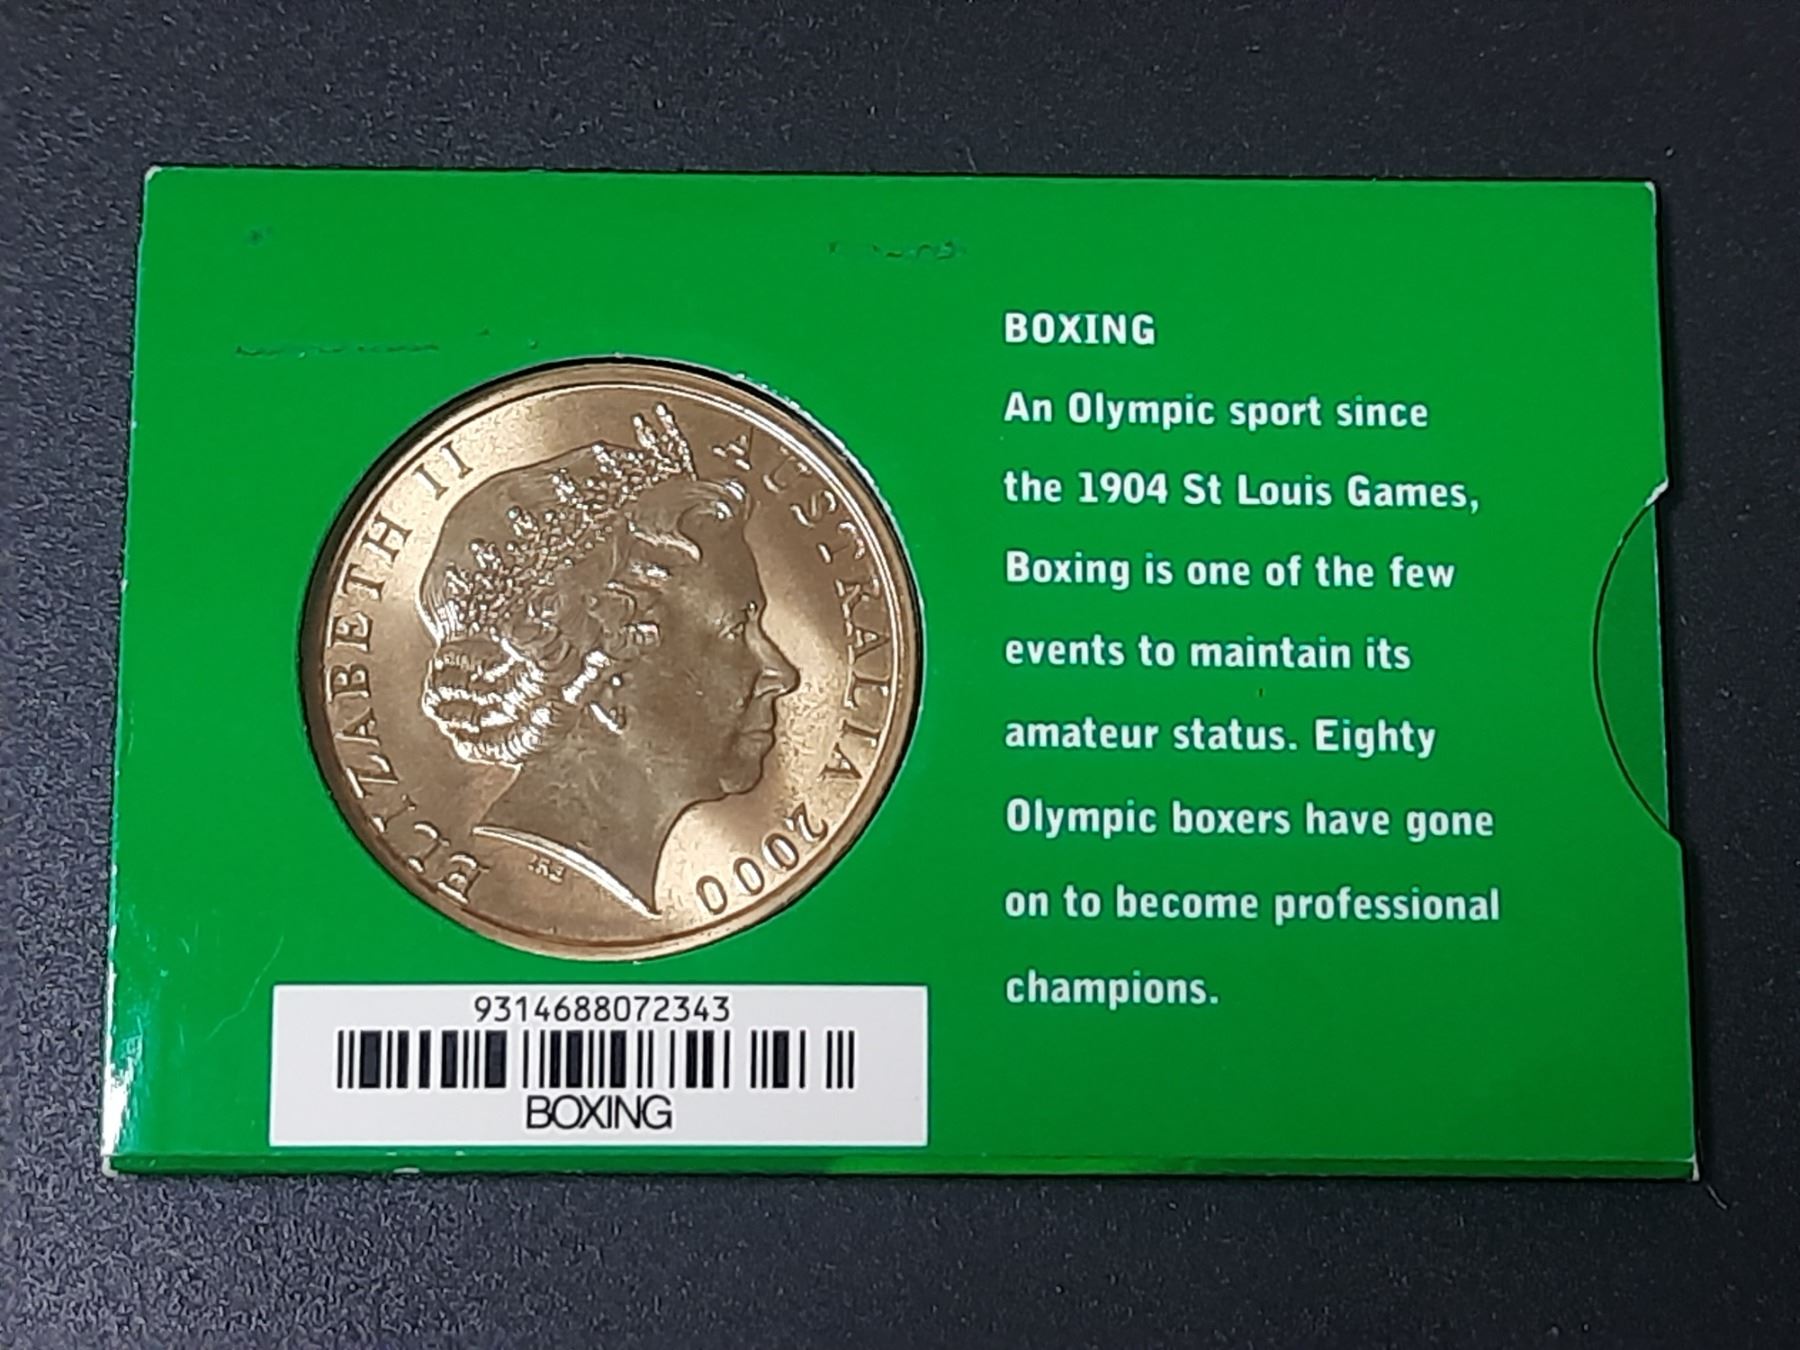 ELIZABETH II AUSTRALIA 2000
IRB
9314688072343
BOXING
BOXING
An Olympic sport since
the 1904 St Louis Games,
Boxing is one of the few
events to maintain its
amateur status. Eighty
Olympic boxers have gone
on to become professional
champions.